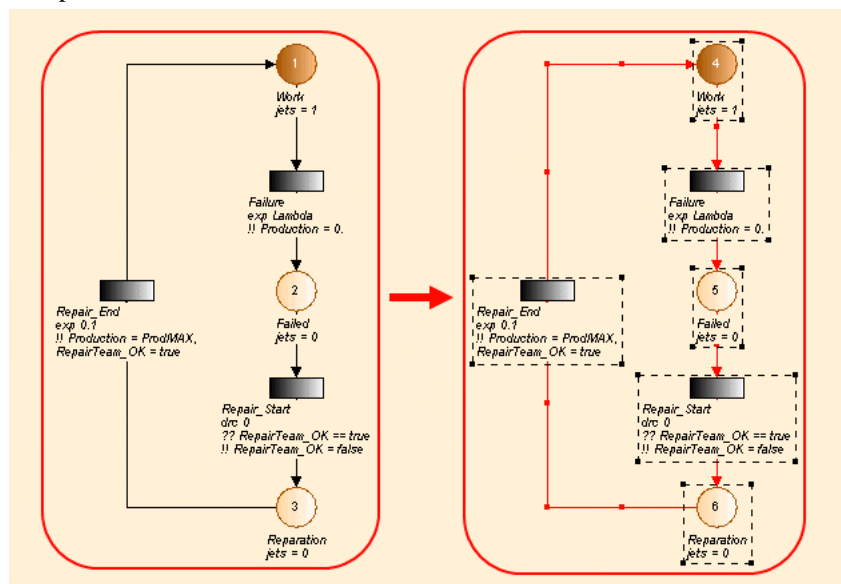 1
Work
jets = 1
Failure
exp Lambda
!! Production = 0.
2
Failed
jets = 0
Repair_End
exp 0.1
!! Production = ProdMAX,
RepairTeam_OK = true
Repair_Start
drc 0
?? RepairTeam_OK == true
!! RepairTeam_OK = false
3
Reparation
jets = 0
4
Work
jets = 1
Failure
exp Lambda
!! Production = 0.
5
Failed
jets = 0
Repair_End
exp 0.1
!! Production = ProdMAX,
RepairTeam_OK = true
Repair_Start
drc 0
?? RepairTeam_OK == true
!! RepairTeam_OK = false
6
Reparation
jets = 0